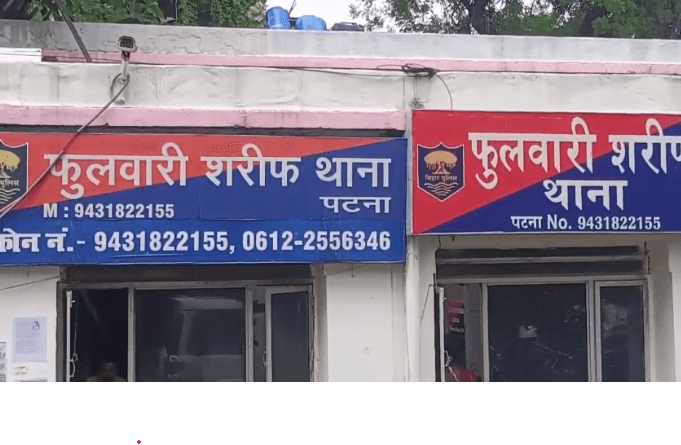 फुलवारी शरीफ थाना
पटना
M : 9431822155
फोन नं.- 9431822155, 0612-2556346
फुलवारी शरीफ
थाना
पटना No. 9431822155
बिहार पुलिस